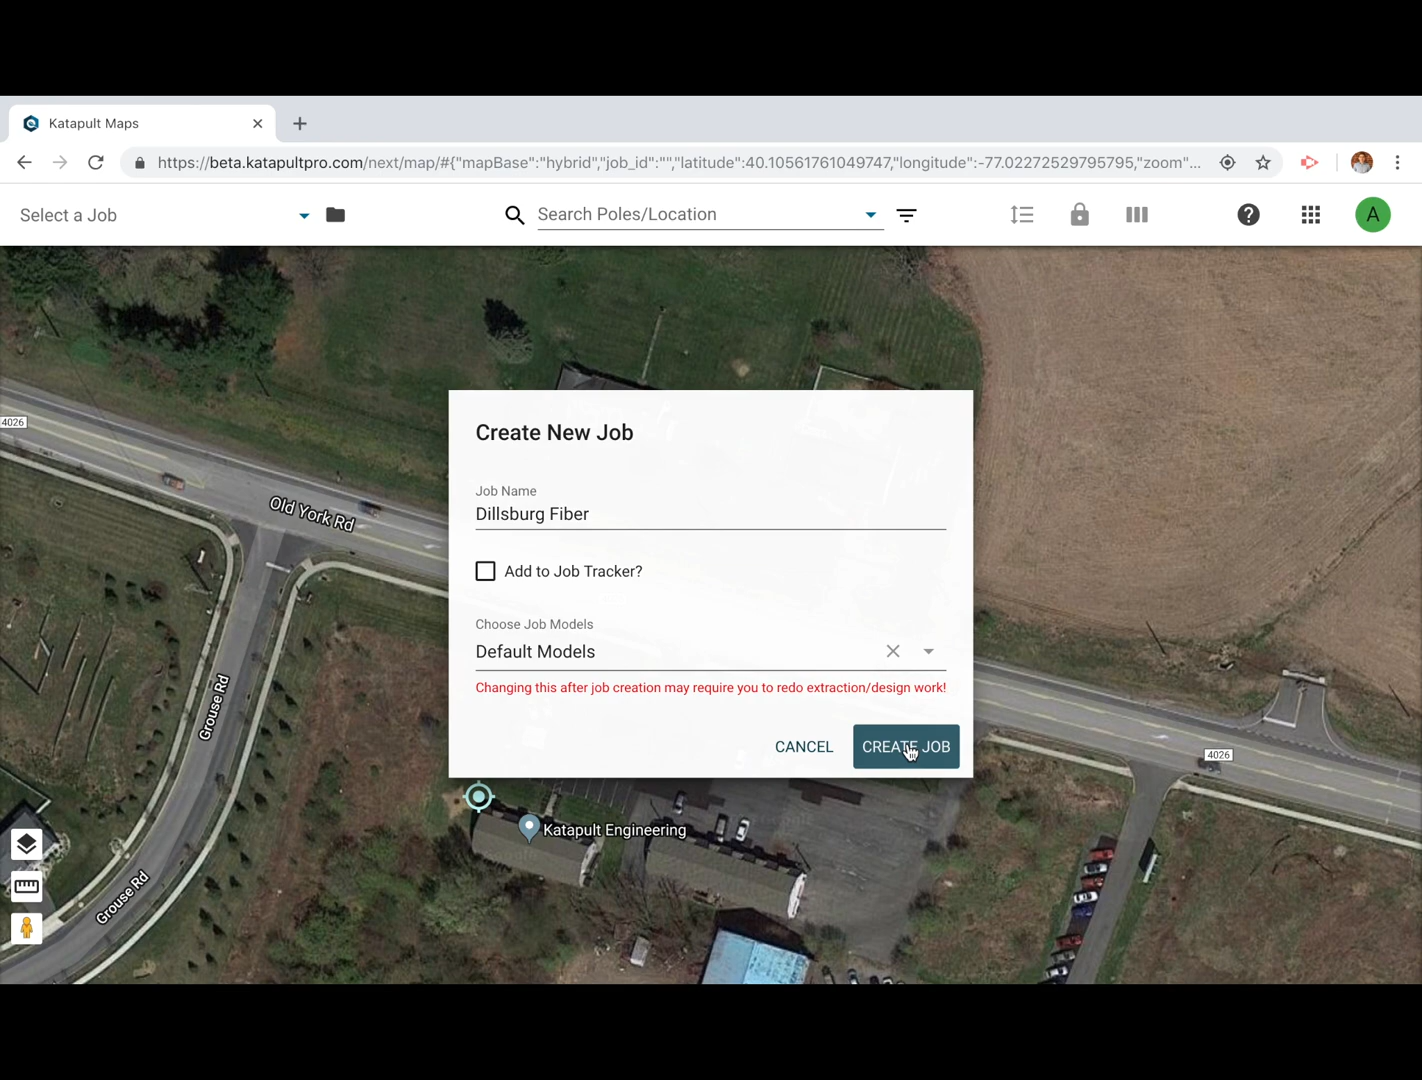 Katapult Maps
https://beta.katapultpro.com/next/map/#{"mapBase":"hybrid","job_id":"","latitude":40.10561761049747,"longitude":-77.02272529795795,"zoom"...
Select a Job
Search Poles/Location
A
4026
Old York Rd
Create New Job
Job Name
Dillsburg Fiber
Add to Job Tracker?
Choose Job Models
Default Models
Changing this after job creation may require you to redo extraction/design work!
CANCEL
CREATE JOB
Grouse Rd
4026
Katapult Engineering
Grouse Rd